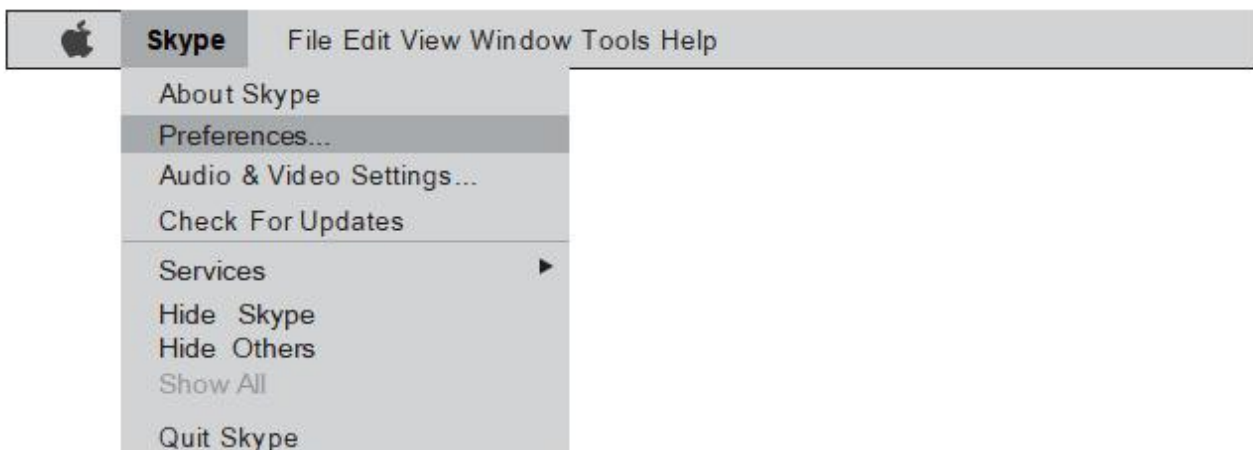 Skype File Edit View Window Tools Help
About Skype
Preferences...
Audio & Video Settings...
Check For Updates
Services
Hide Skype
Hide Others
Show All
Quit Skype